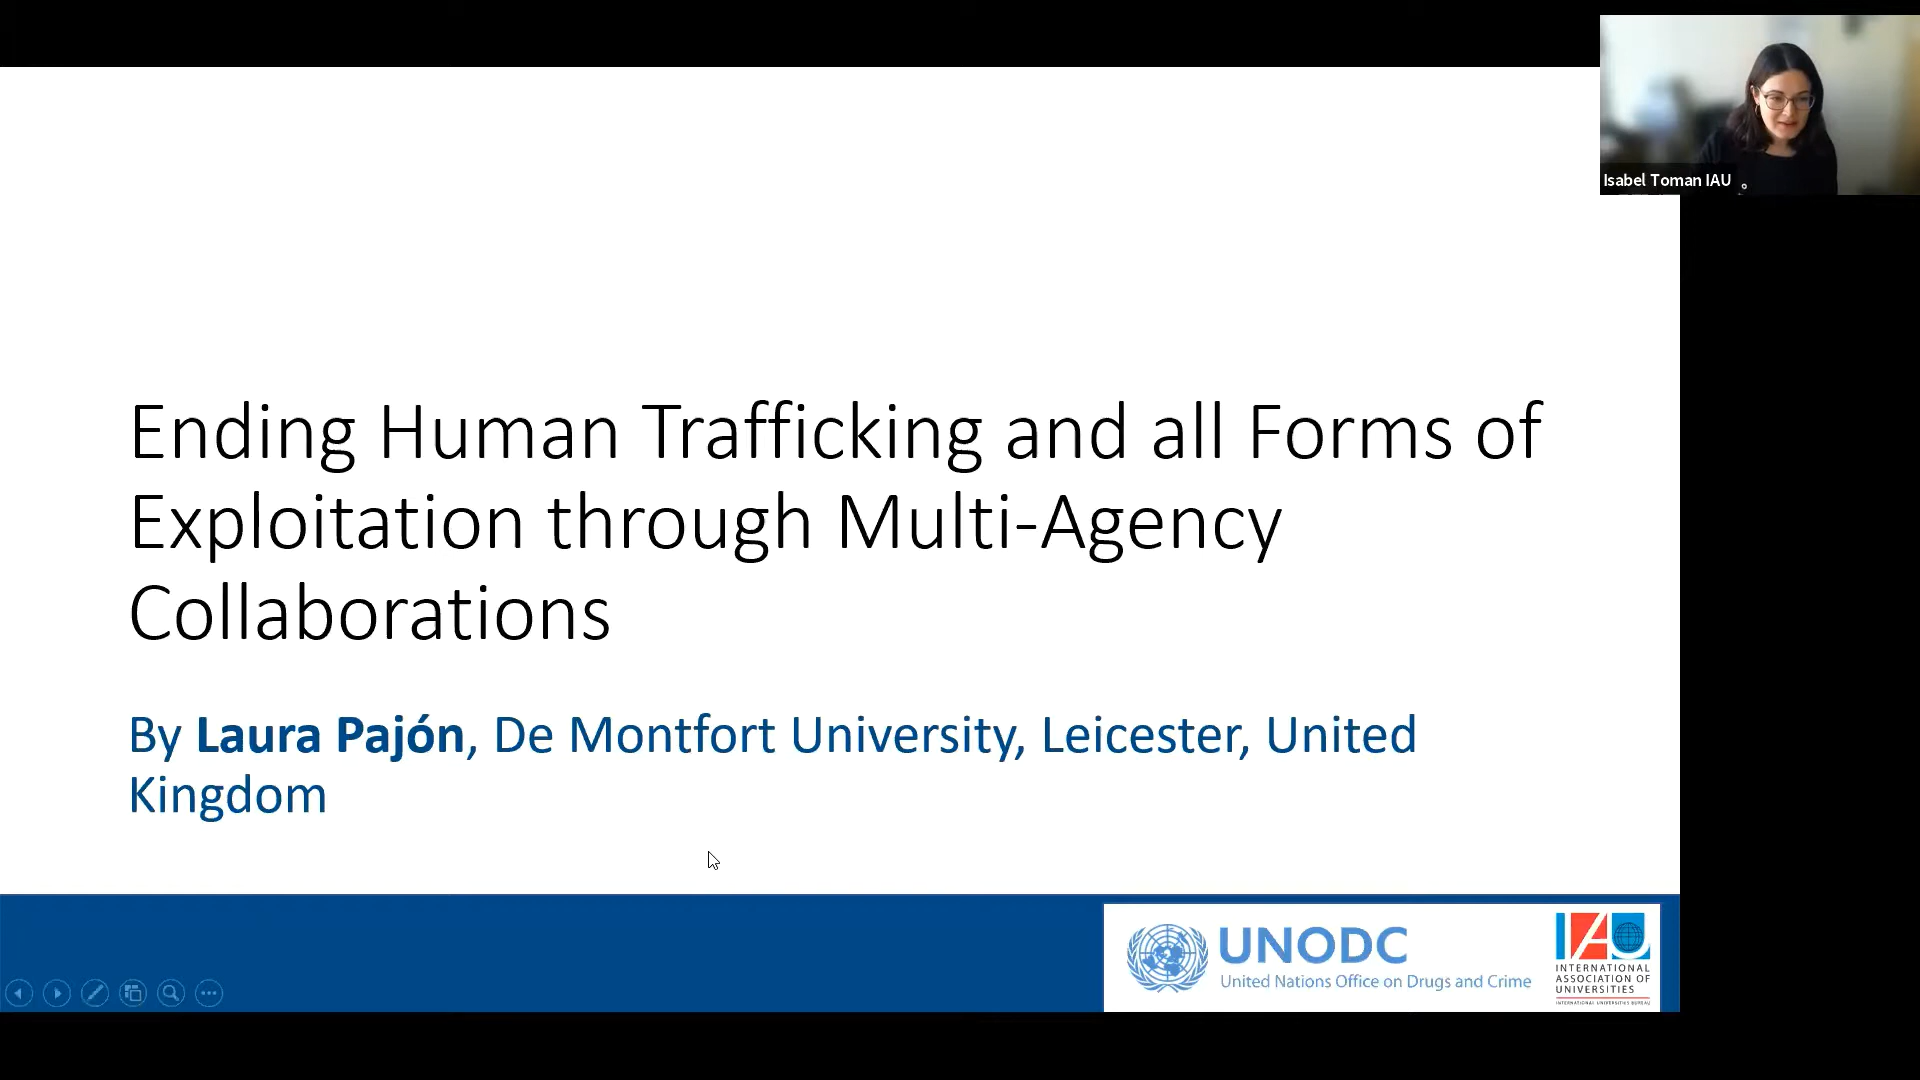 Isabel Toman IAU
Ending Human Trafficking and all Forms of
Exploitation through Multi-Agency
Collaborations
By Laura Pajón, De Montfort University, Leicester, United
Kingdom
UNODC
United Nations Office on Drugs and Crime
IAU
INTERNATIONAL
ASSOCIATION OF
UNIVERSITIES
INTERNATIONAL UNIVERSITIES BUREAU